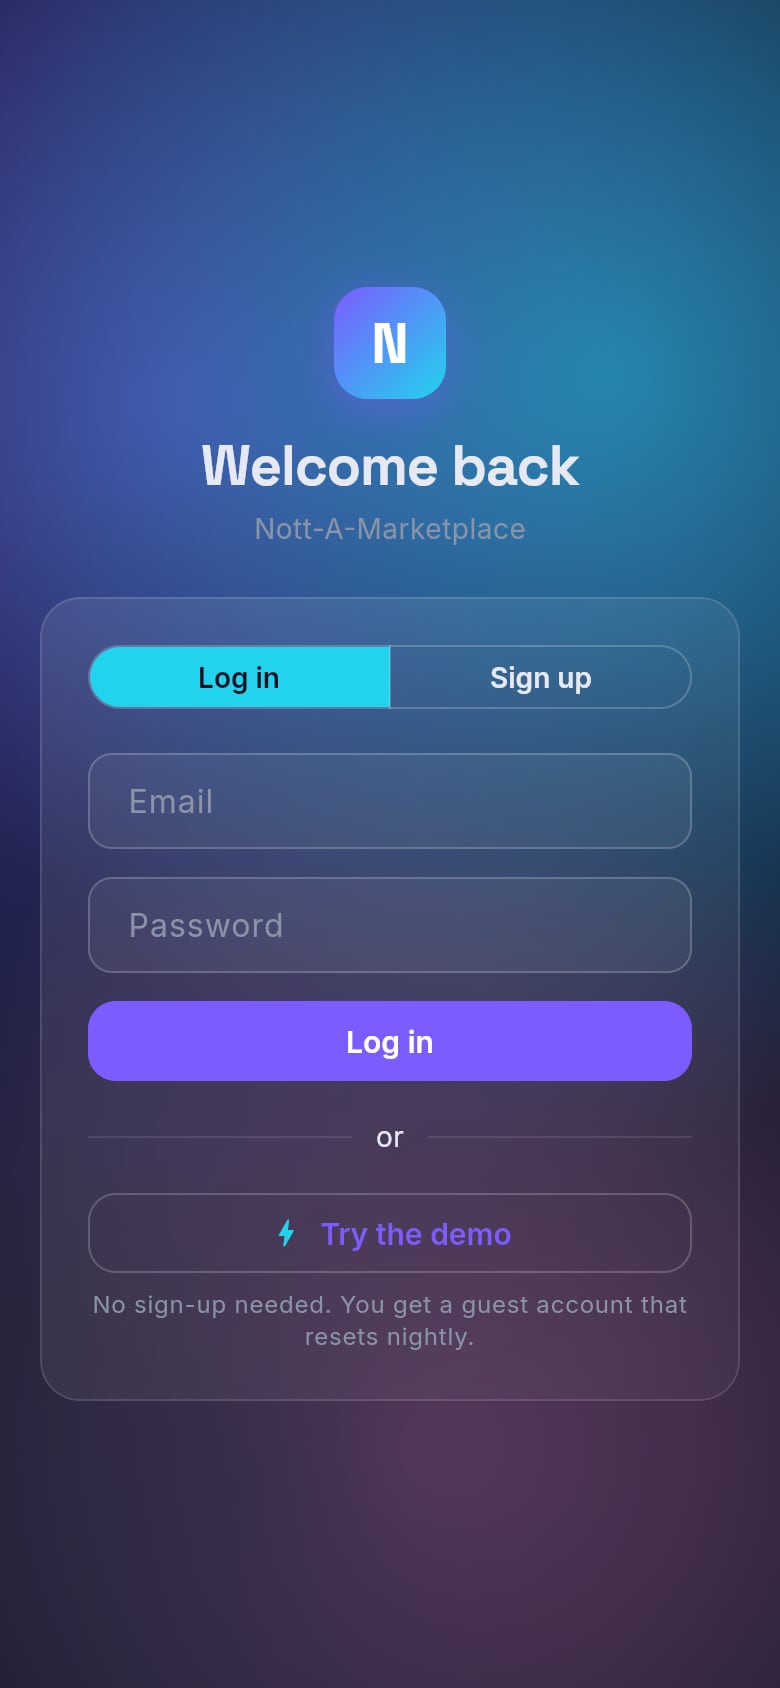 N
Welcome back
Nott-A-Marketplace
Log in
Sign up
Email
Password
Log in
or
Try the demo
No sign-up needed. You get a guest account that
resets nightly.